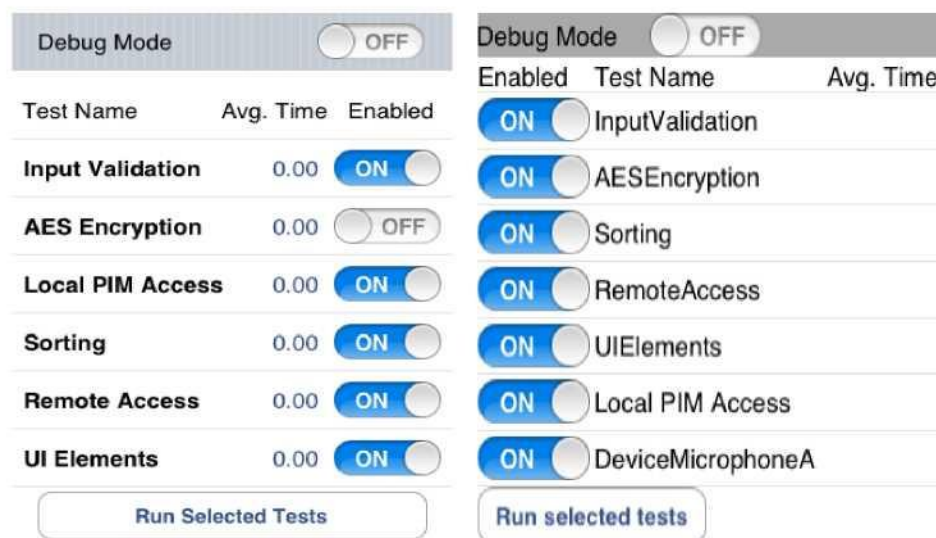 Debug Mode OFF
Test Name Avg. Time Enabled
Input Validation 0.00 ON
AES Encryption 0.00 OFF
Local PIM Access 0.00 ON
Sorting 0.00 ON
Remote Access 0.00 ON
UI Elements 0.00 ON
Run Selected Tests
Debug Mode OFF
Enabled Test Name Avg. Time
ON InputValidation
ON AESEncryption
ON Sorting
ON RemoteAccess
ON UIElements
ON Local PIM Access
ON DeviceMicrophoneA
Run selected tests